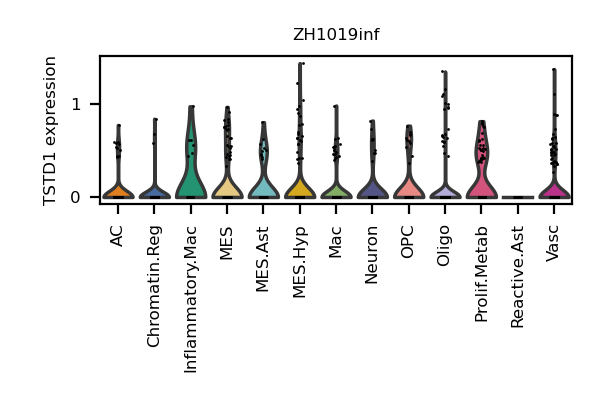 ZH1019inf
TSTD1 expression
1
0
AC
Chromatin.Reg
Inflammatory.Mac
MES
MES.Ast
MES.Hyp
Mac
Neuron
OPC
Oligo
Prolif.Metab
Reactive.Ast
Vasc